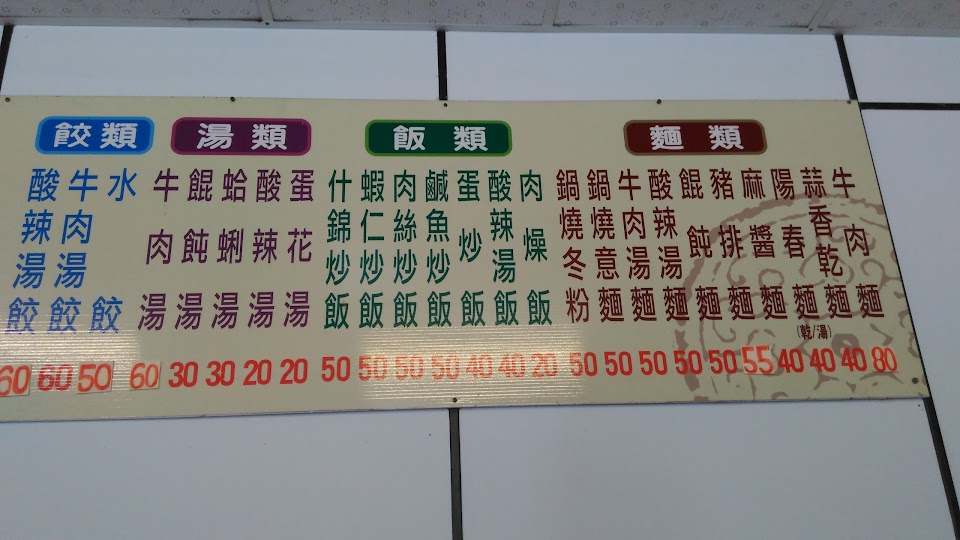 麵類
牛肉麵 80
蒜香乾麵 40
陽春麵 (乾/湯) 40
麻醬麵 40
豬排麵 55
餛飩麵 50
酸辣湯麵 50
牛肉湯麵 50
鍋燒意麵 50
鍋燒冬粉 50
飯類
肉燥飯 20
酸辣湯飯 40
蛋炒飯 40
鹹魚炒飯 50
肉絲炒飯 50
蝦仁炒飯 50
什錦炒飯 50
湯類
蛋花湯 20
酸辣湯 20
蛤蜊湯 30
餛飩湯 30
牛肉湯 60
餃類
水餃 50
牛肉湯餃 60
酸辣湯餃 60